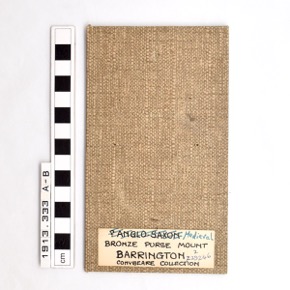 1913.333 A-B
cm
? ANGLO-SAXON Medieval
BRONZE PURSE MOUNT
BARRINGTON
CONYBEARE COLLECTION